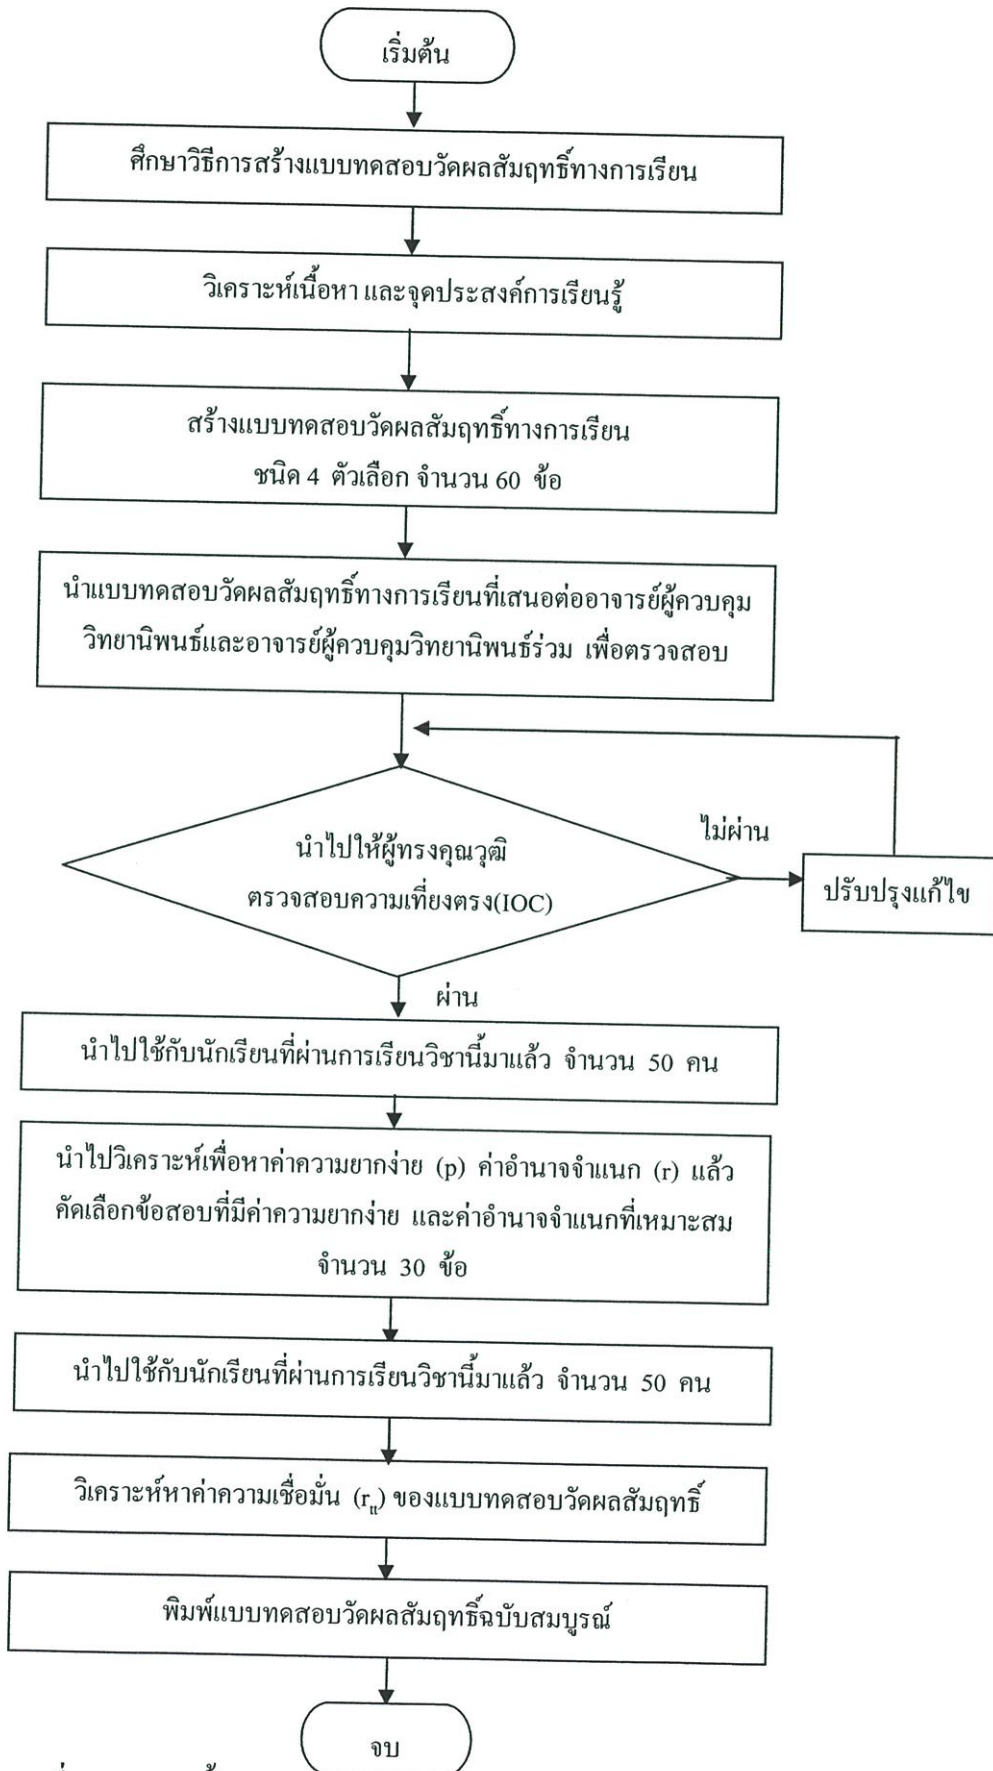 เริ่มต้น
ศึกษาวิธีการสร้างแบบทดสอบวัดผลสัมฤทธิ์ทางการเรียน
วิเคราะห์เนื้อหา และจุดประสงค์การเรียนรู้
สร้างแบบทดสอบวัดผลสัมฤทธิ์ทางการเรียน
ชนิด 4 ตัวเลือก จำนวน 60 ข้อ
นำแบบทดสอบวัดผลสัมฤทธิ์ทางการเรียนที่เสนอต่ออาจารย์ผู้ควบคุม
วิทยานิพนธ์และอาจารย์ผู้ควบคุมวิทยานิพนธ์ร่วม เพื่อตรวจสอบ
ไม่ผ่าน
นำไปให้ผู้ทรงคุณวุฒิ
ตรวจสอบความเที่ยงตรง(IOC)
ปรับปรุงแก้ไข
ผ่าน
นำไปใช้กับนักเรียนที่ผ่านการเรียนวิชานี้มาแล้ว จำนวน 50 คน
นำไปวิเคราะห์เพื่อหาค่าความยากง่าย (p) ค่าอำนาจจำแนก (r) แล้ว
คัดเลือกข้อสอบที่มีค่าความยากง่าย และค่าอำนาจจำแนกที่เหมาะสม
จำนวน 30 ข้อ
นำไปใช้กับนักเรียนที่ผ่านการเรียนวิชานี้มาแล้ว จำนวน 50 คน
วิเคราะห์หาค่าความเชื่อมั่น (r_tt) ของแบบทดสอบวัดผลสัมฤทธิ์
พิมพ์แบบทดสอบวัดผลสัมฤทธิ์ฉบับสมบูรณ์
จบ